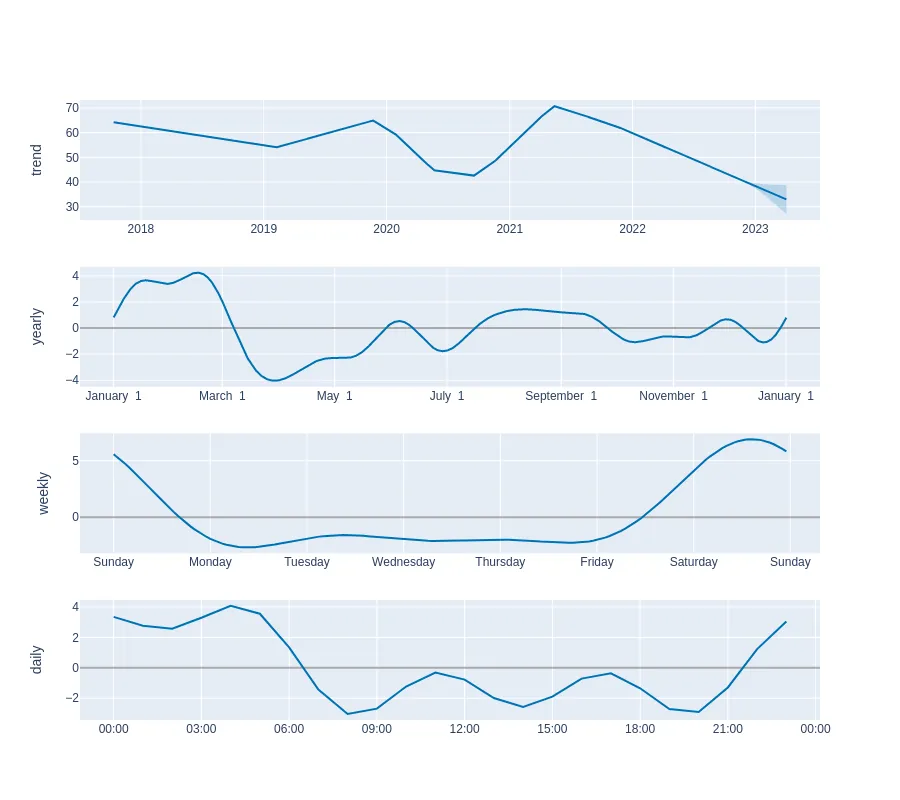 trend
70
60
50
40
30
2018 2019 2020 2021 2022 2023
yearly
4
2
0
−2
−4
January 1 March 1 May 1 July 1 September 1 November 1 January 1
weekly
5
0
Sunday Monday Tuesday Wednesday Thursday Friday Saturday Sunday
daily
4
2
0
−2
00:00 03:00 06:00 09:00 12:00 15:00 18:00 21:00 00:00